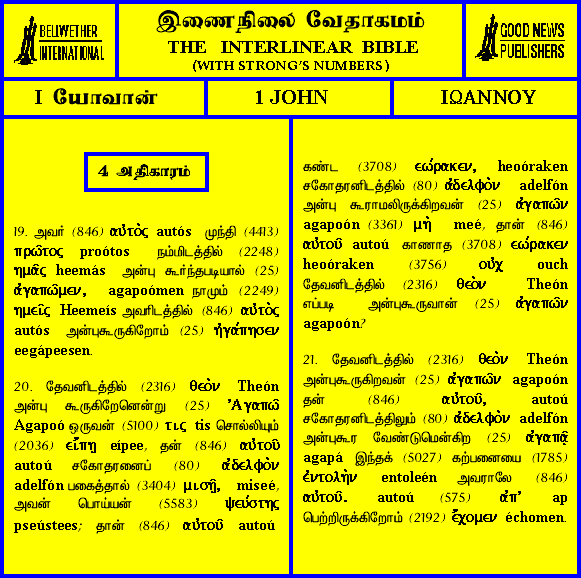 BELLWETHER
INTERNATIONAL
இணைநிலை வேதாகமம்
THE INTERLINEAR BIBLE
(WITH STRONG'S NUMBERS)
GOOD NEWS
PUBLISHERS
I யோவான்
1 JOHN
ΙΩΑΝΝΟΥ
4 அதிகாரம்
19. அவர் (846) αὐτὸς autós முந்தி (4413)
πρῶτος proótos நம்மிடத்தில் (2248)
ημᾶς heemás அன்பு கூர்ந்தபடியால் (25)
ἀγαπῶμεν, agapoómen நாமும் (2249)
ημεῖς Heemeís அவரிடத்தில் (846) αὐτὸς
autós அன்புகூருகிறோம் (25) ἠγάπησεν
eegápeesen.
20. தேவனிடத்தில் (2316) θεὸν Theón
அன்பு கூருகிறேனென்று (25) Ἀγαπῶ
Agapoó ஒருவன் (5100) τις tis சொல்லியும்
(2036) εἴπῃ eípee, தன் (846) αὐτοῦ
autoú சகோதரனைப் (80) ἀδελφὸν
adelfón பகைத்தால் (3404) μισῇ, miseé,
அவன் பொய்யன் (5583) ψεύστης
pseústees; தான் (846) αὐτοῦ autoú
கண்ட (3708) εώρακεν, heoóraken
சகோதரனிடத்தில் (80) ἀδελφὸν adelfón
அன்பு கூராமலிருக்கிறவன் (25) ἀγαπῶν
agapoón (3361) μὴ meé, தான் (846)
αὐτοῦ autoú காணாத (3708) εώρακεν
heoóraken (3756) οὐχ ouch
தேவனிடத்தில் (2316) θεὸν Theón
எப்படி அன்புகூருவான் (25) ἀγαπῶν
agapoón?
21. தேவனிடத்தில் (2316) θεὸν Theón
அன்புகூருகிறவன் (25) ἀγαπῶν agapoón
தன் (846) αὐτοῦ, autoú
சகோதரனிடத்திலும் (80) ἀδελφὸν adelfón
அன்புகூர வேண்டுமென்கிற (25) ἀγαπᾷ
agapá இந்தக் (5027) கற்பனையை (1785)
ἐντολὴν entoleén அவராலே (846)
αὐτοῦ. autoú (575) ἀπ' ap
பெற்றிருக்கிறோம் (2192) ἔχομεν échomen.